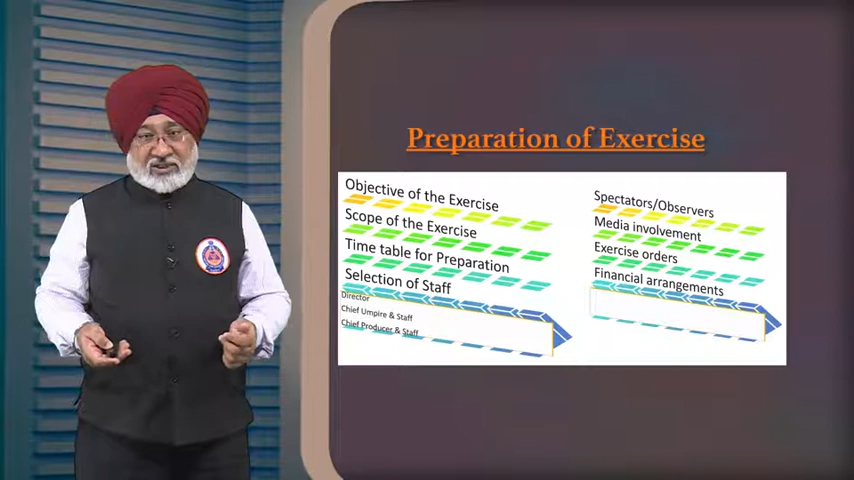 Preparation of Exercise
Objective of the Exercise
Scope of the Exercise
Time table for Preparation
Selection of Staff
Director
Chief Umpire & Staff
Chief Producer & Staff
Spectators/Observers
Media involvement
Exercise orders
Financial arrangements